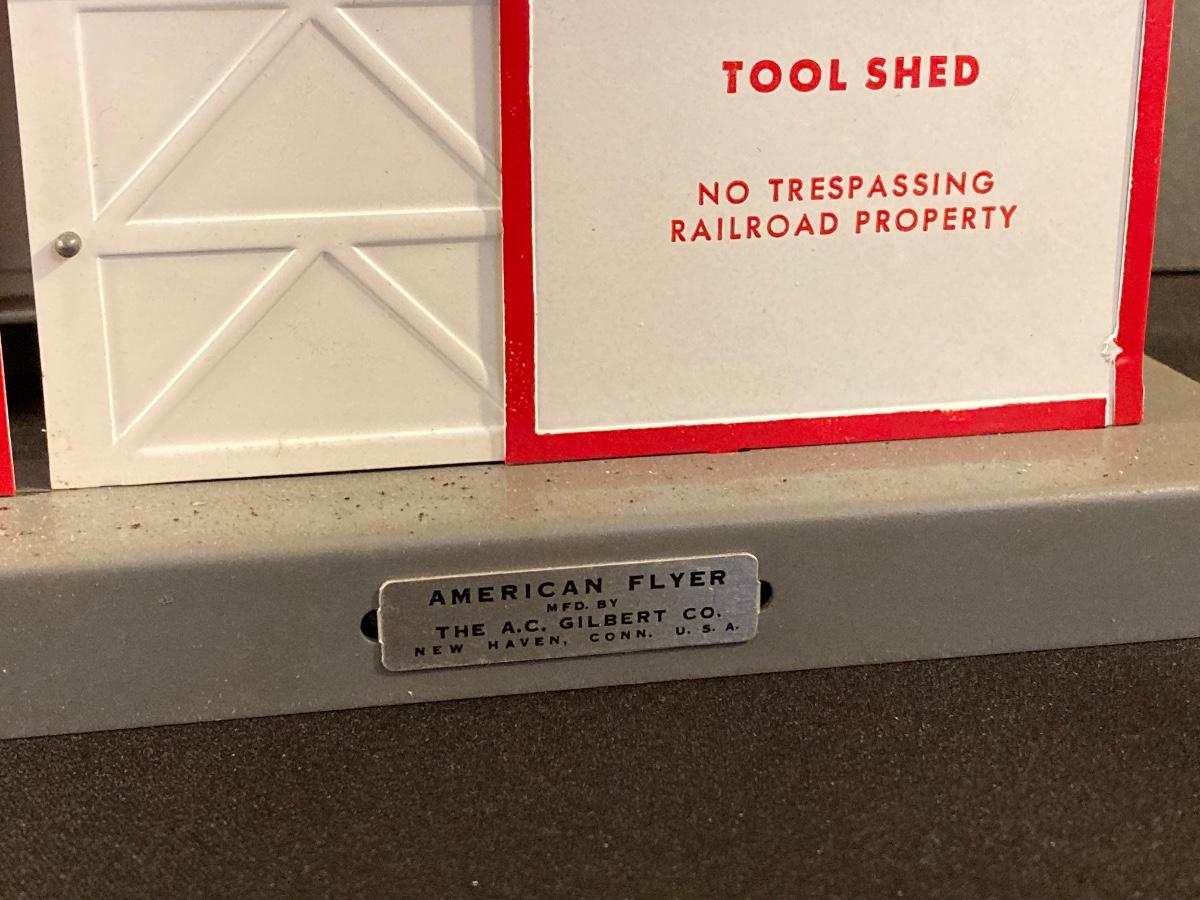 TOOL SHED
NO TRESPASSING
RAILROAD PROPERTY
AMERICAN FLYER
MFD. BY
THE A.C. GILBERT CO.
NEW HAVEN, CONN. U. S. A.